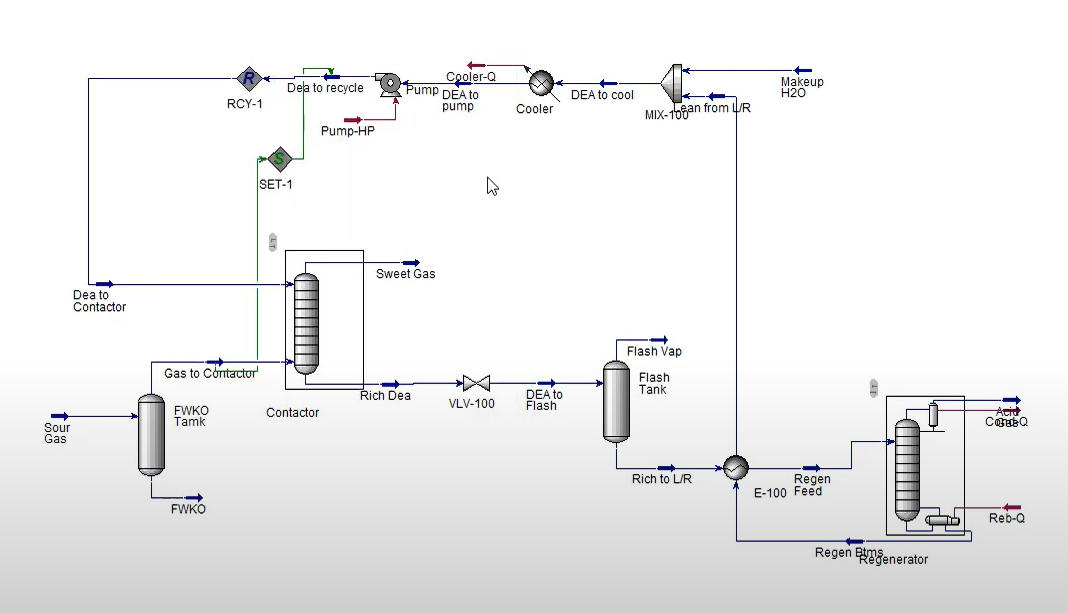 Cooler-Q
Makeup
H2O
R
Dea to recycle
Pump
DEA to
pump
Cooler
DEA to cool
Lean from L/R
MIX-100
RCY-1
Pump-HP
S
SET-1
Sweet Gas
Dea to
Contactor
Flash Vap
Gas to Contactor
Flash
Tank
Rich Dea
VLV-100
DEA to
Flash
Contactor
FWKO
Tamk
Sour
Gas
Acid
Gas
Cond-Q
Rich to L/R
E-100
Regen
Feed
FWKO
Reb-Q
Regen Btms
Regenerator